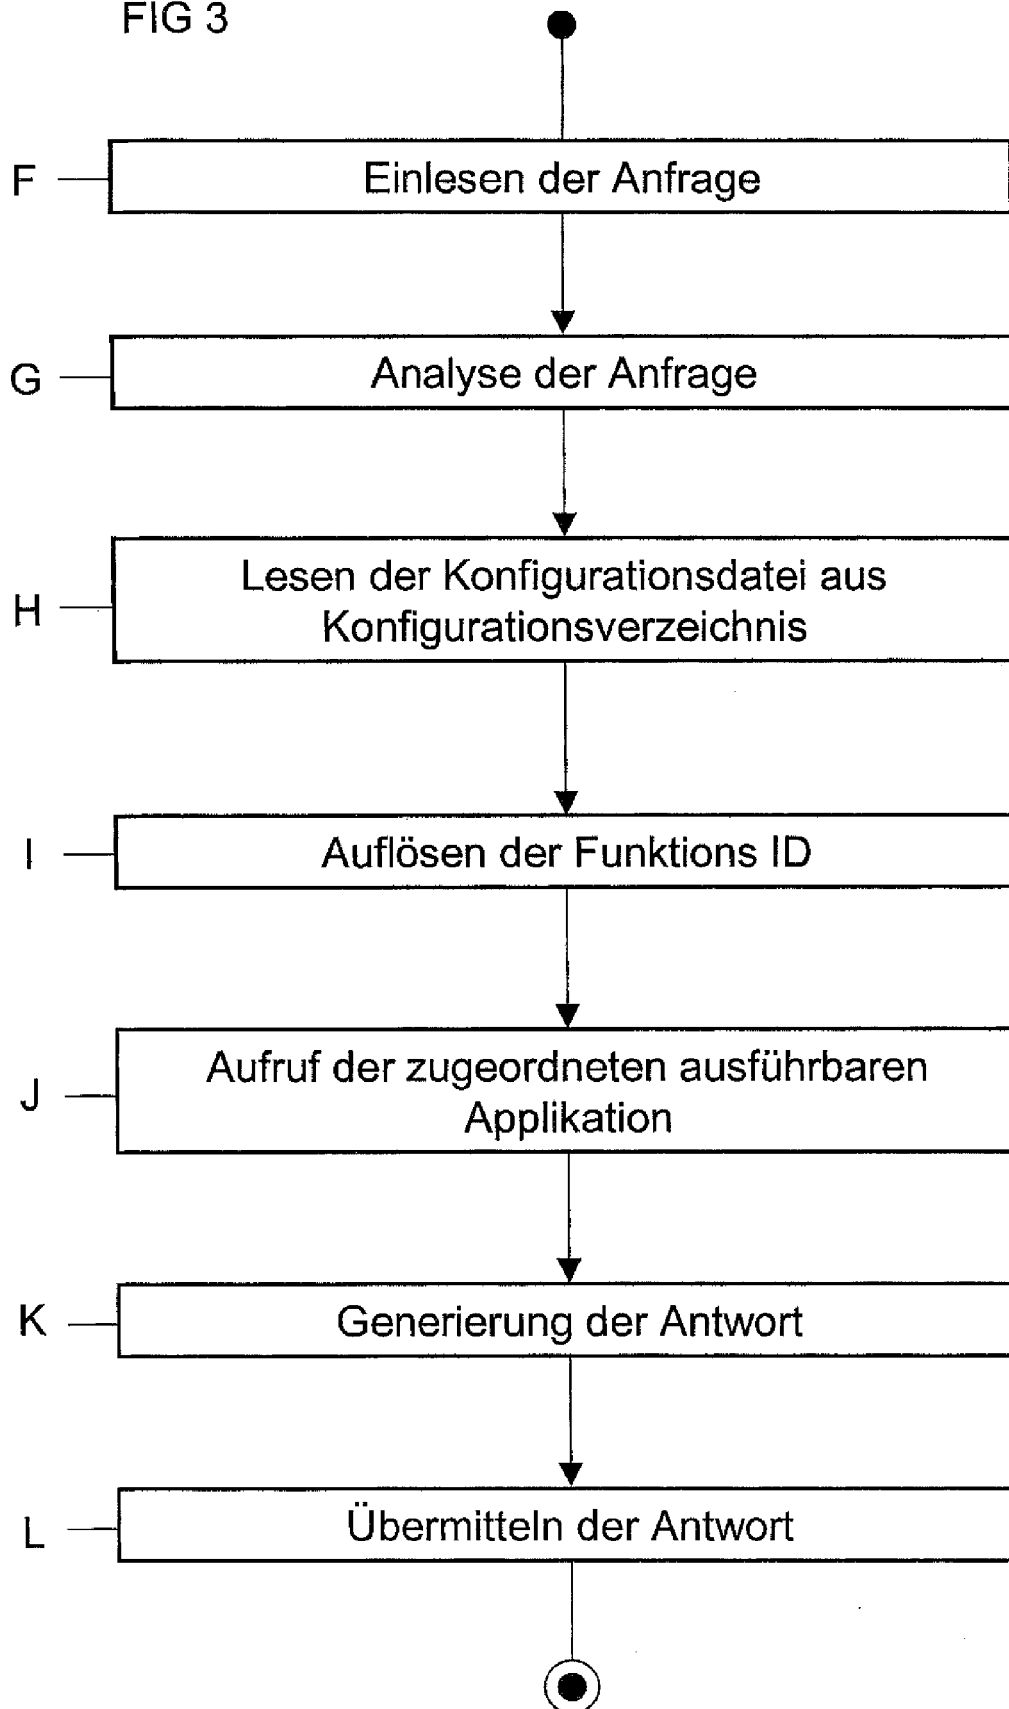 FIG 3
F
Einlesen der Anfrage
G
Analyse der Anfrage
H
Lesen der Konfigurationsdatei aus
Konfigurationsverzeichnis
I
Auflösen der Funktions ID
J
Aufruf der zugeordneten ausführbaren
Applikation
K
Generierung der Antwort
L
Übermitteln der Antwort